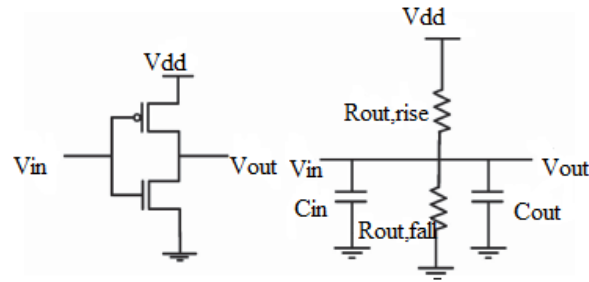 Vdd
Vin
Vout
Vdd
Rout,rise
Vin
Vout
Cin
Rout,fall
Cout